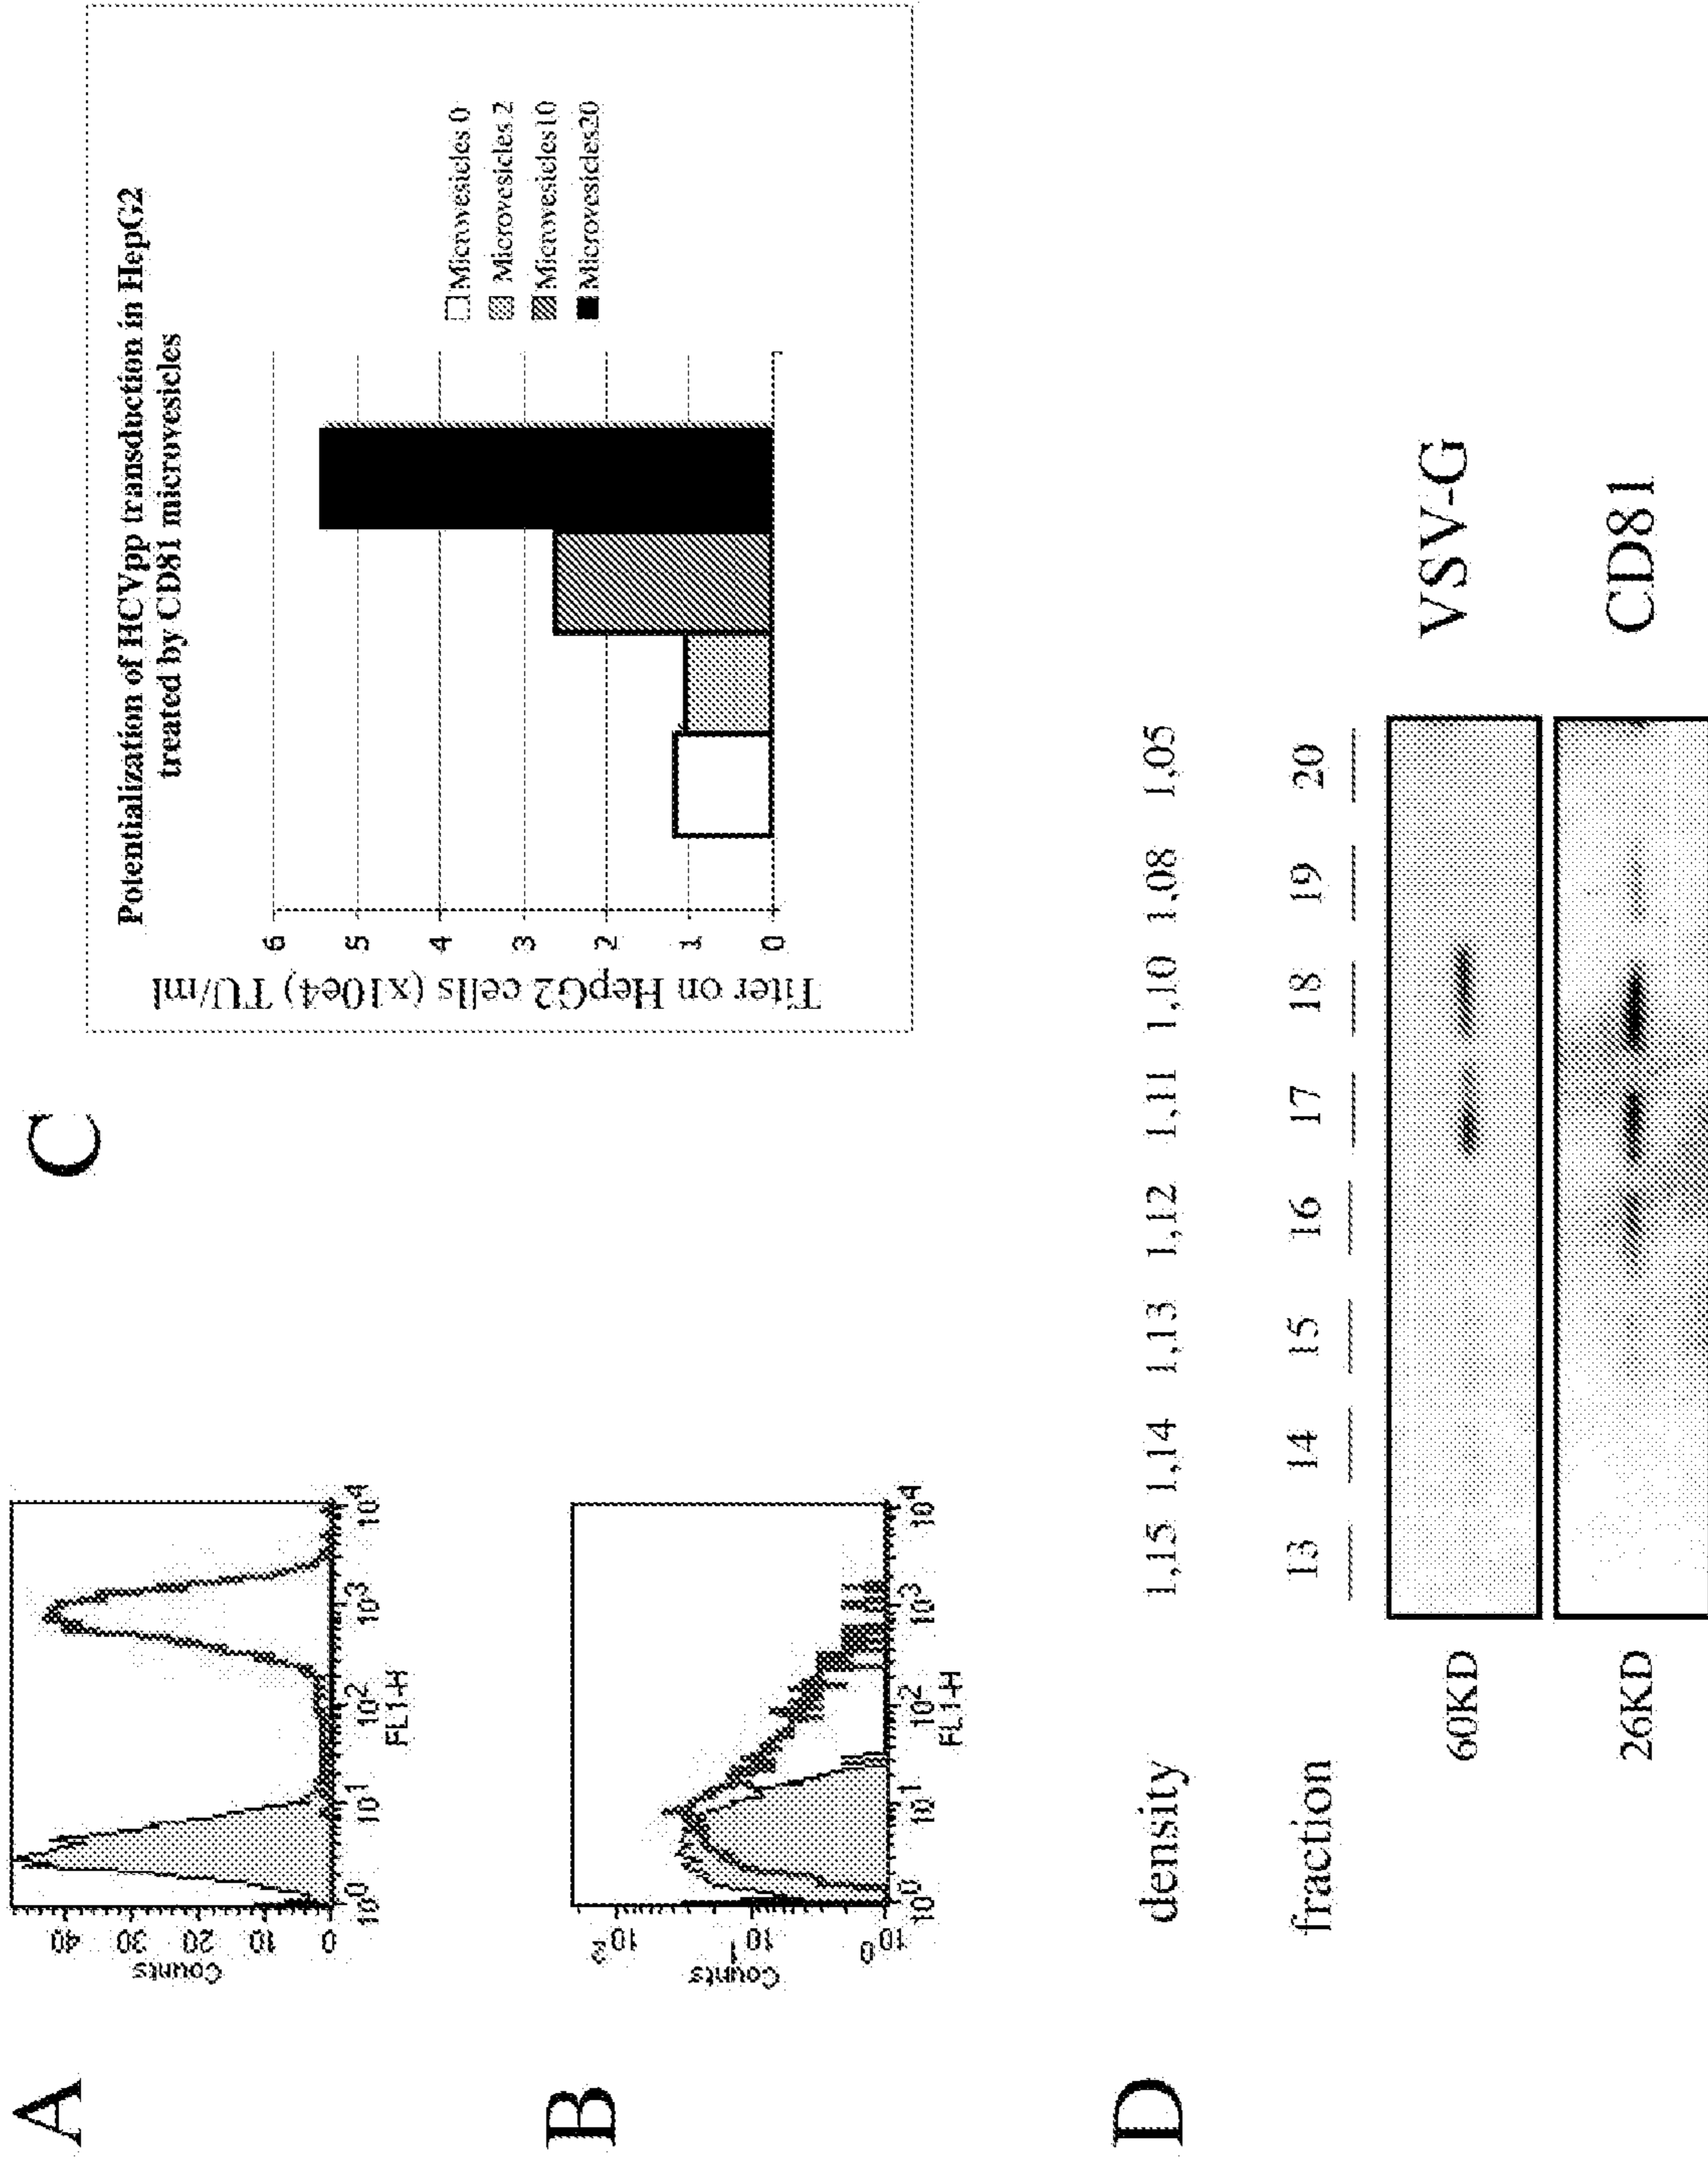 A
40
30
20
10
0
Counts
10^0 10^1 10^2 10^3 10^4
FL1-H
B
10^2
10^1
10^0
Counts
10^0 10^1 10^2 10^3 10^4
FL1-H
C
Potentialization of HCVpp transduction in HepG2
treated by CD81 microvesicles
Titer on HepG2 cells (x10e4) TU/ml
6
5
4
3
2
1
0
Microvesicles 0
Microvesicles 2
Microvesicles10
Microvesicles20
D
density 1,15 1,14 1,13 1,12 1,11 1,10 1,08 1,05
fraction 13 14 15 16 17 18 19 20
60KD VSV-G
26KD CD81